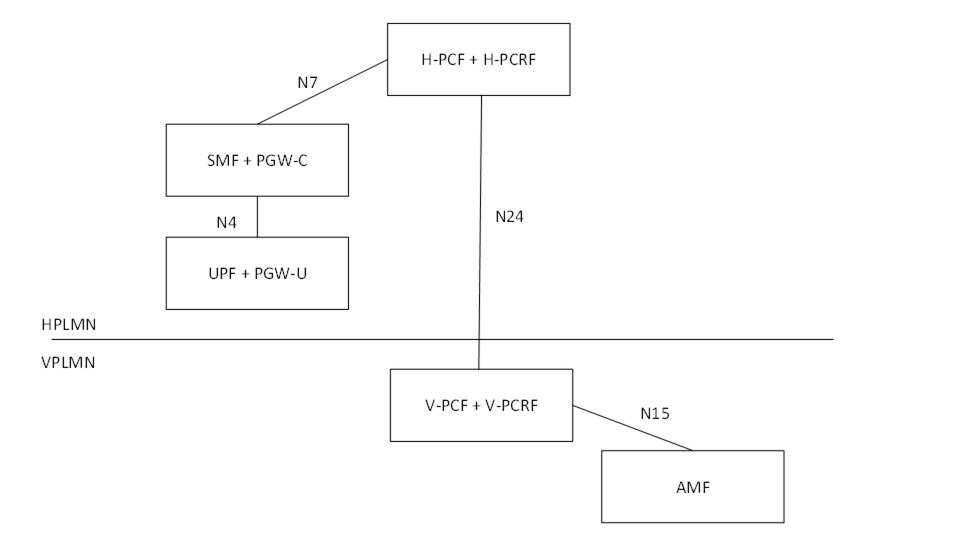 H-PCF + H-PCRF
N7
SMF + PGW-C
N4
N24
UPF + PGW-U
HPLMN
VPLMN
V-PCF + V-PCRF
N15
AMF